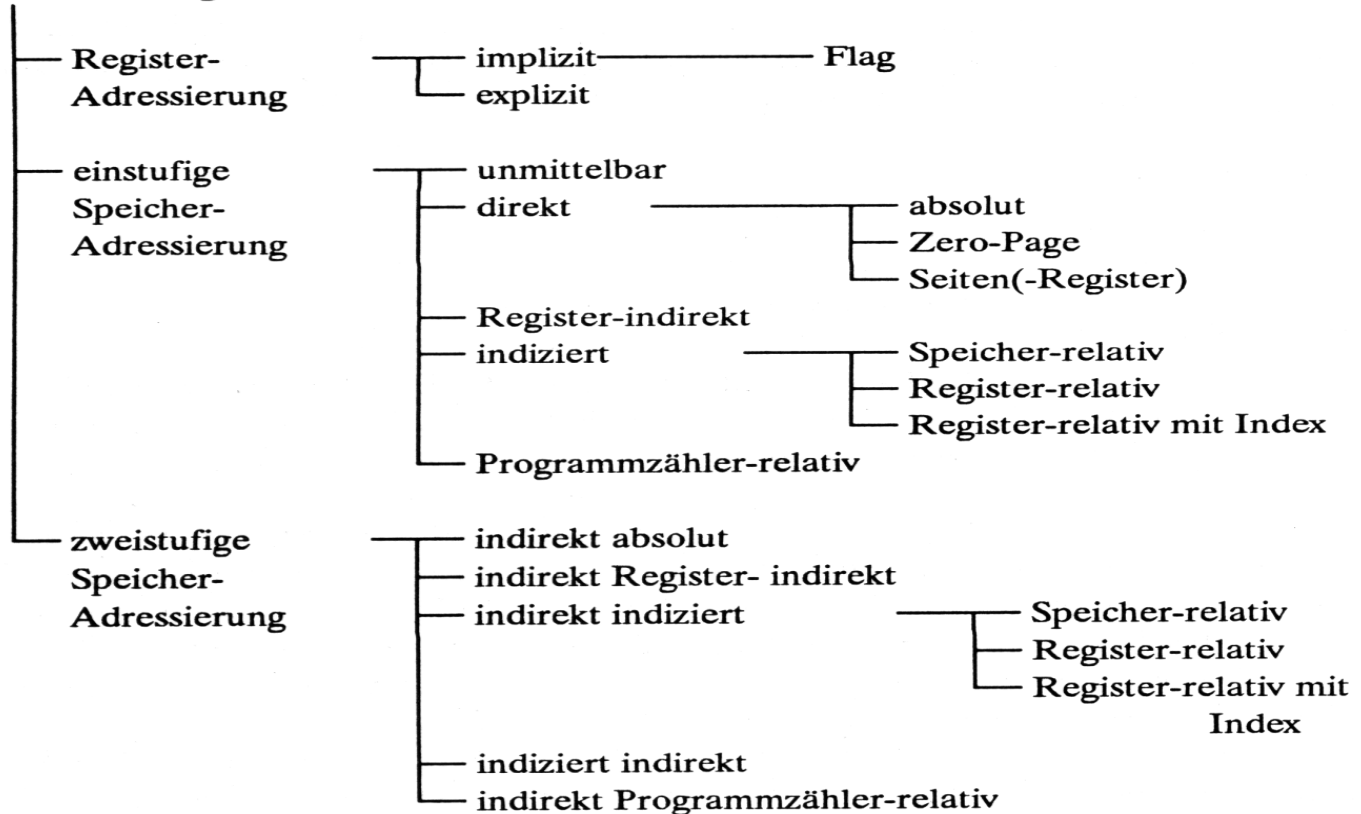 Register- implizit Flag
Adressierung explizit
einstufige unmittelbar
Speicher- direkt absolut
Adressierung Zero-Page
Seiten(-Register)
Register-indirekt
indiziert Speicher-relativ
Register-relativ
Register-relativ mit Index
Programmzähler-relativ
zweistufige indirekt absolut
Speicher- indirekt Register- indirekt
Adressierung indirekt indiziert Speicher-relativ
Register-relativ
Register-relativ mit
Index
indiziert indirekt
indirekt Programmzähler-relativ